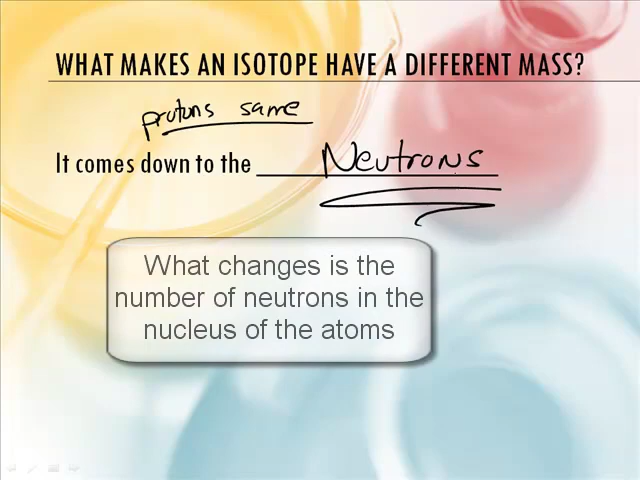 WHAT MAKES AN ISOTOPE HAVE A DIFFERENT MASS?
protons same
It comes down to the Neutrons
What changes is the
number of neutrons in the
nucleus of the atoms